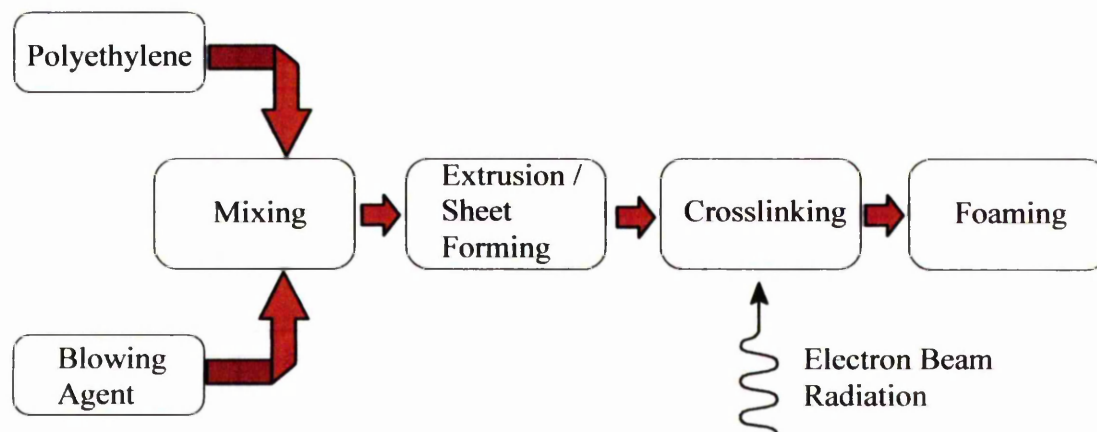 Polyethylene
Mixing
Extrusion /
Sheet
Forming
Crosslinking
Foaming
Blowing
Agent
Electron Beam
Radiation